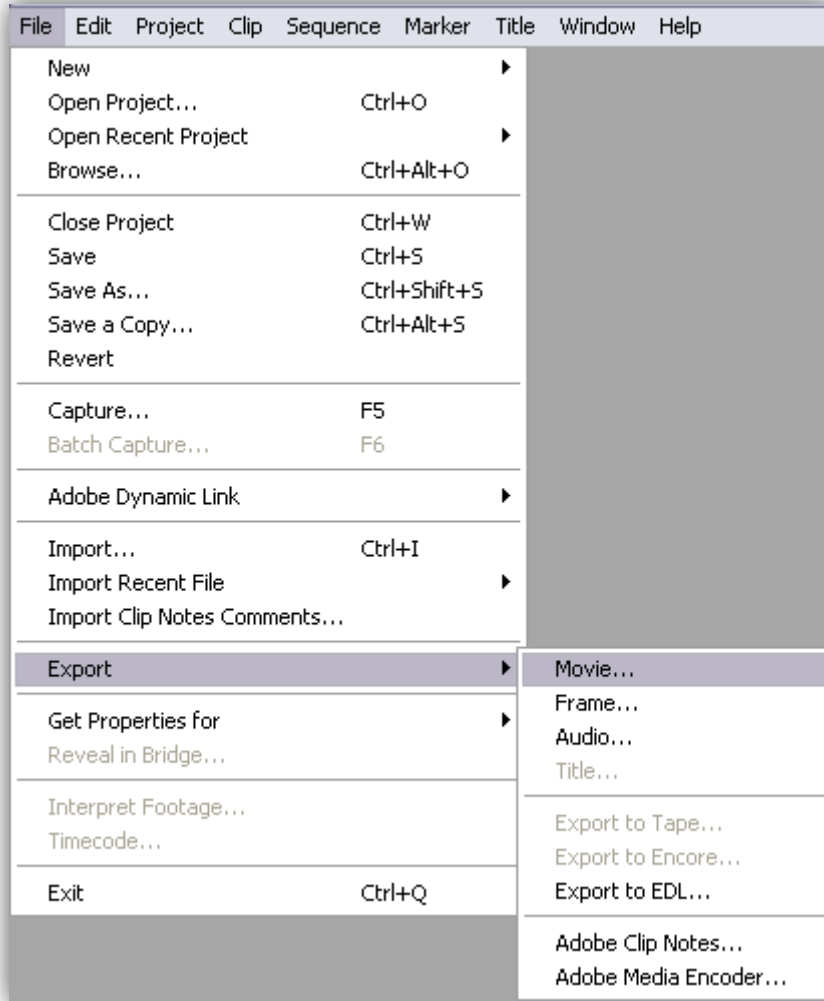 File Edit Project Clip Sequence Marker Title Window Help
New
Open Project... Ctrl+O
Open Recent Project
Browse... Ctrl+Alt+O
Close Project Ctrl+W
Save Ctrl+S
Save As... Ctrl+Shift+S
Save a Copy... Ctrl+Alt+S
Revert
Capture... F5
Batch Capture... F6
Adobe Dynamic Link
Import... Ctrl+I
Import Recent File
Import Clip Notes Comments...
Export
Get Properties for
Reveal in Bridge...
Interpret Footage...
Timecode...
Exit Ctrl+Q
Movie...
Frame...
Audio...
Title...
Export to Tape...
Export to Encore...
Export to EDL...
Adobe Clip Notes...
Adobe Media Encoder...